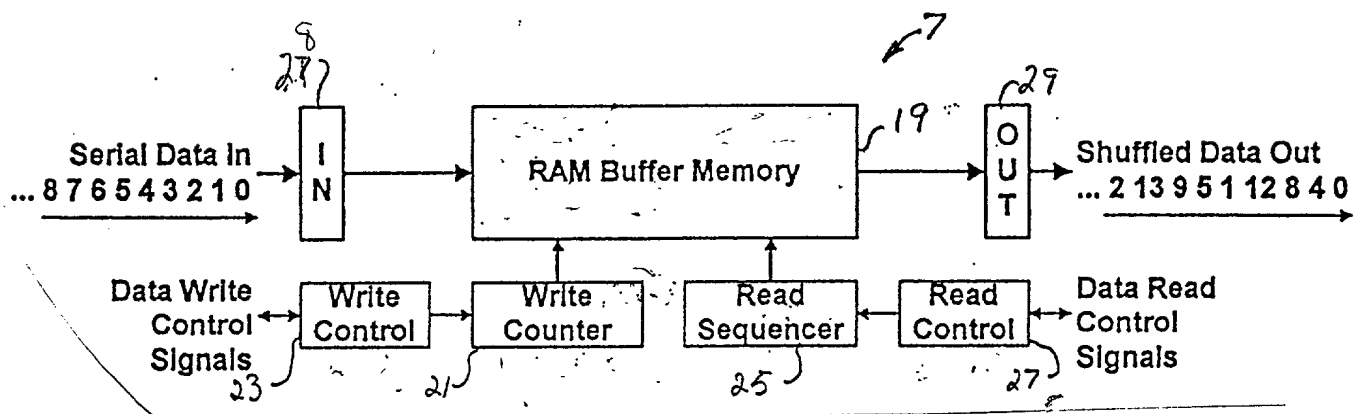 7
8
27
29
19
IN
OUT
RAM Buffer Memory
Serial Data In
... 8 7 6 5 4 3 2 1 0
Shuffled Data Out
... 2 13 9 5 1 12 8 4 0
Data Write
Control
Signals
Write
Control
Write
Counter
Read
Sequencer
Read
Control
Data Read
Control
Signals
23
21
25
27